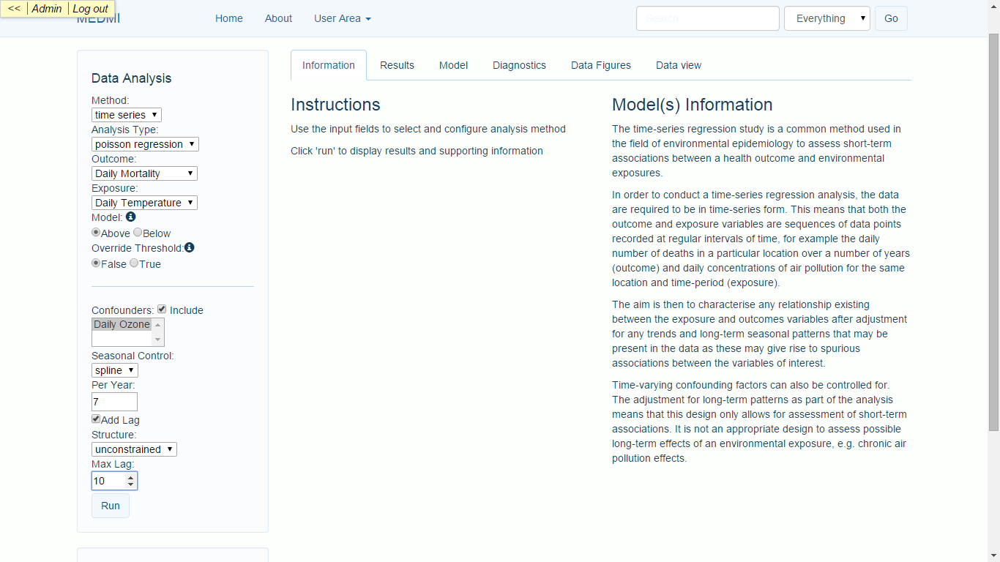 << Admin Log out
MEDMI Home About User Area Search Everything Go
Data Analysis
Method:
time series
Analysis Type:
poisson regression
Outcome:
Daily Mortality
Exposure:
Daily Temperature
Model:
Above Below
Override Threshold:
False True
Confounders: Include
Daily Ozone
Seasonal Control:
spline
Per Year:
7
Add Lag
Structure:
unconstrained
Max Lag:
10
Run
Information Results Model Diagnostics Data Figures Data view
Instructions
Use the input fields to select and configure analysis method
Click 'run' to display results and supporting information
Model(s) Information
The time-series regression study is a common method used in
the field of environmental epidemiology to assess short-term
associations between a health outcome and environmental
exposures.
In order to conduct a time-series regression analysis, the data
are required to be in time-series form. This means that both the
outcome and exposure variables are sequences of data points
recorded at regular intervals of time, for example the daily
number of deaths in a particular location over a number of years
(outcome) and daily concentrations of air pollution for the same
location and time-period (exposure).
The aim is then to characterise any relationship existing
between the exposure and outcomes variables after adjustment
for any trends and long-term seasonal patterns that may be
present in the data as these may give rise to spurious
associations between the variables of interest.
Time-varying confounding factors can also be controlled for.
The adjustment for long-term patterns as part of the analysis
means that this design only allows for assessment of short-term
associations. It is not an appropriate design to assess possible
long-term effects of an environmental exposure, e.g. chronic air
pollution effects.